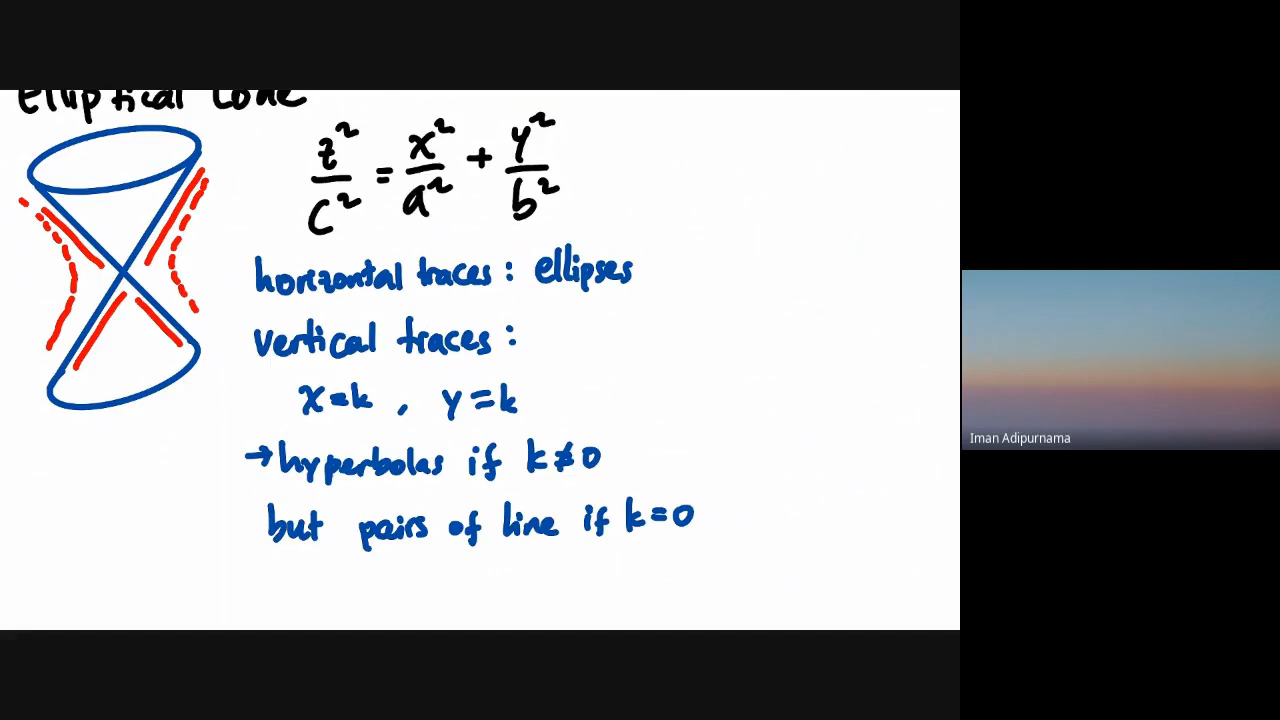 elliptical cone
z²/c² = x²/a² + y²/b²
horizontal traces : ellipses
vertical traces :
x=k , y=k
→hyperbolas if k≠0
but pairs of line if k=0
Iman Adipurnama